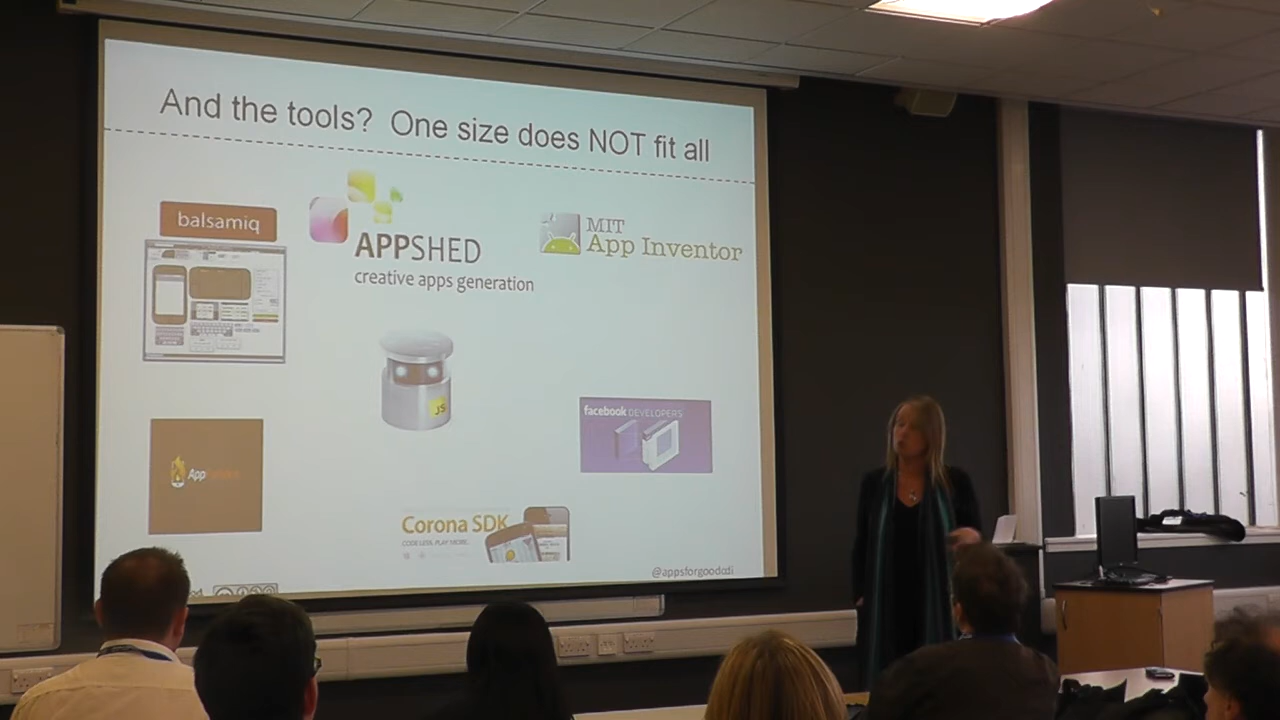 And the tools? One size does NOT fit all
balsamiq
APPSHED
creative apps generation
MIT
App Inventor
JS
facebook DEVELOPERS
App
Corona SDK
CODE LESS. PLAY MORE.